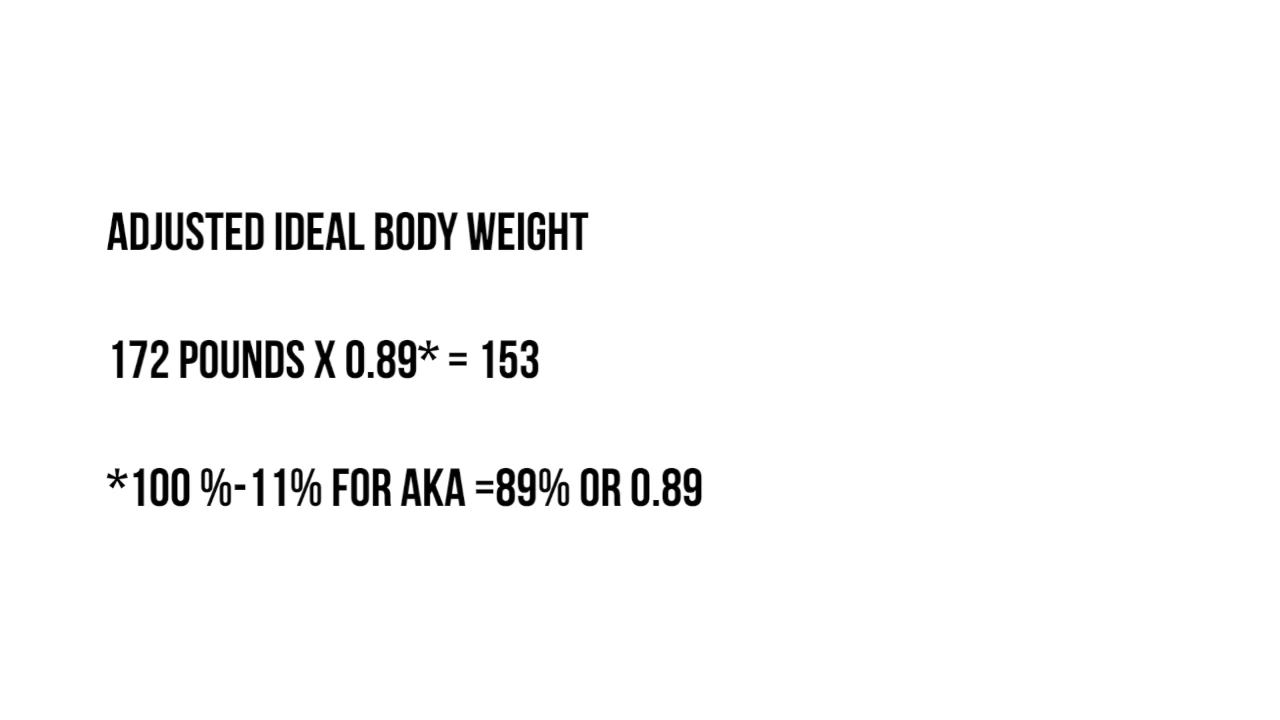 ADJUSTED IDEAL BODY WEIGHT
172 POUNDS X 0.89* = 153
*100 %-11% FOR AKA =89% OR 0.89